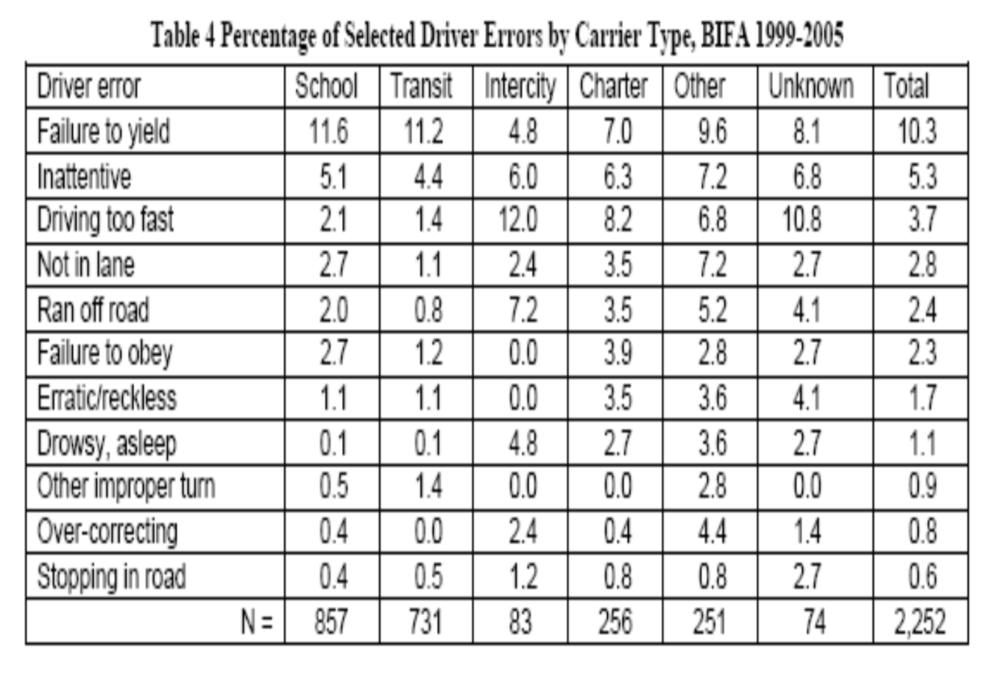 Table 4 Percentage of Selected Driver Errors by Carrier Type, BIFA 1999-2005
Driver error School Transit Intercity Charter Other Unknown Total
Failure to yield 11.6 11.2 4.8 7.0 9.6 8.1 10.3
Inattentive 5.1 4.4 6.0 6.3 7.2 6.8 5.3
Driving too fast 2.1 1.4 12.0 8.2 6.8 10.8 3.7
Not in lane 2.7 1.1 2.4 3.5 7.2 2.7 2.8
Ran off road 2.0 0.8 7.2 3.5 5.2 4.1 2.4
Failure to obey 2.7 1.2 0.0 3.9 2.8 2.7 2.3
Erratic/reckless 1.1 1.1 0.0 3.5 3.6 4.1 1.7
Drowsy, asleep 0.1 0.1 4.8 2.7 3.6 2.7 1.1
Other improper turn 0.5 1.4 0.0 0.0 2.8 0.0 0.9
Over-correcting 0.4 0.0 2.4 0.4 4.4 1.4 0.8
Stopping in road 0.4 0.5 1.2 0.8 0.8 2.7 0.6
N = 857 731 83 256 251 74 2,252